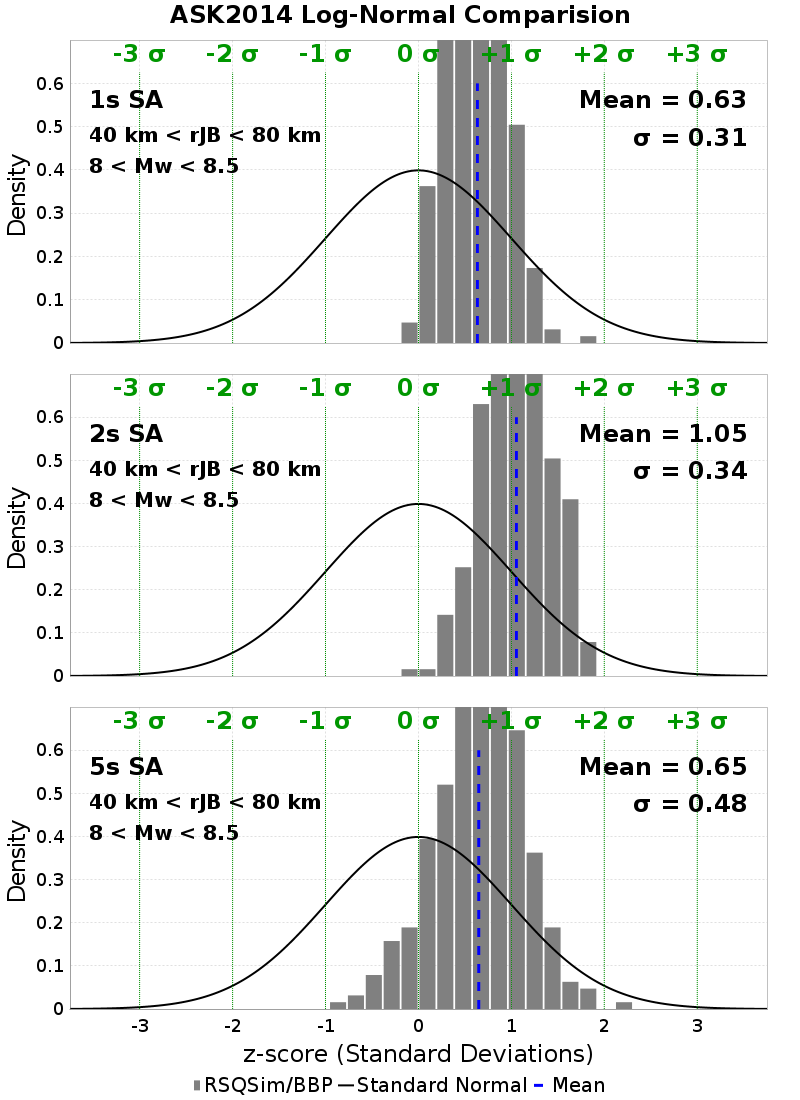 ASK2014 Log-Normal Comparision
-3 σ -2 σ -1 σ 0 σ +1 σ +2 σ +3 σ
1s SA Mean = 0.63
40 km < rJB < 80 km σ = 0.31
8 < Mw < 8.5
Density
0.6
0.5
0.4
0.3
0.2
0.1
0
-3 σ -2 σ -1 σ 0 σ +1 σ +2 σ +3 σ
2s SA Mean = 1.05
40 km < rJB < 80 km σ = 0.34
8 < Mw < 8.5
Density
0.6
0.5
0.4
0.3
0.2
0.1
0
-3 σ -2 σ -1 σ 0 σ +1 σ +2 σ +3 σ
5s SA Mean = 0.65
40 km < rJB < 80 km σ = 0.48
8 < Mw < 8.5
Density
0.6
0.5
0.4
0.3
0.2
0.1
0
-3 -2 -1 0 1 2 3
z-score (Standard Deviations)
RSQSim/BBP Standard Normal Mean